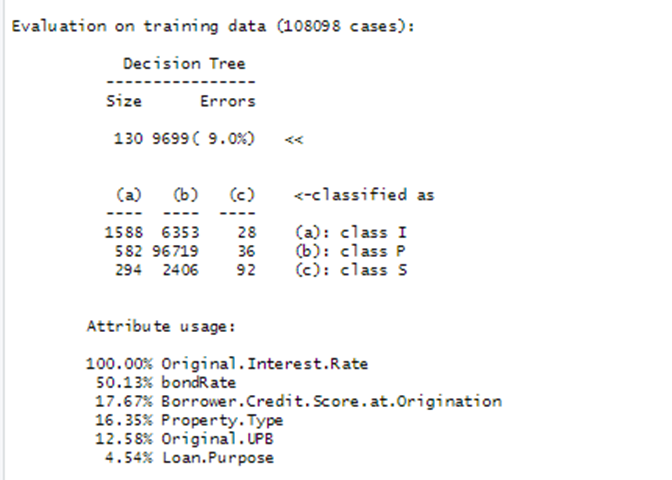 Evaluation on training data (108098 cases):
Decision Tree
----------------
Size Errors
130 9699( 9.0%) <<
(a) (b) (c) <-classified as
---- ---- ----
1588 6353 28 (a): class I
582 96719 36 (b): class P
294 2406 92 (c): class S
Attribute usage:
100.00% Original.Interest.Rate
50.13% bondRate
17.67% Borrower.Credit.Score.at.Origination
16.35% Property.Type
12.58% Original.UPB
4.54% Loan.Purpose